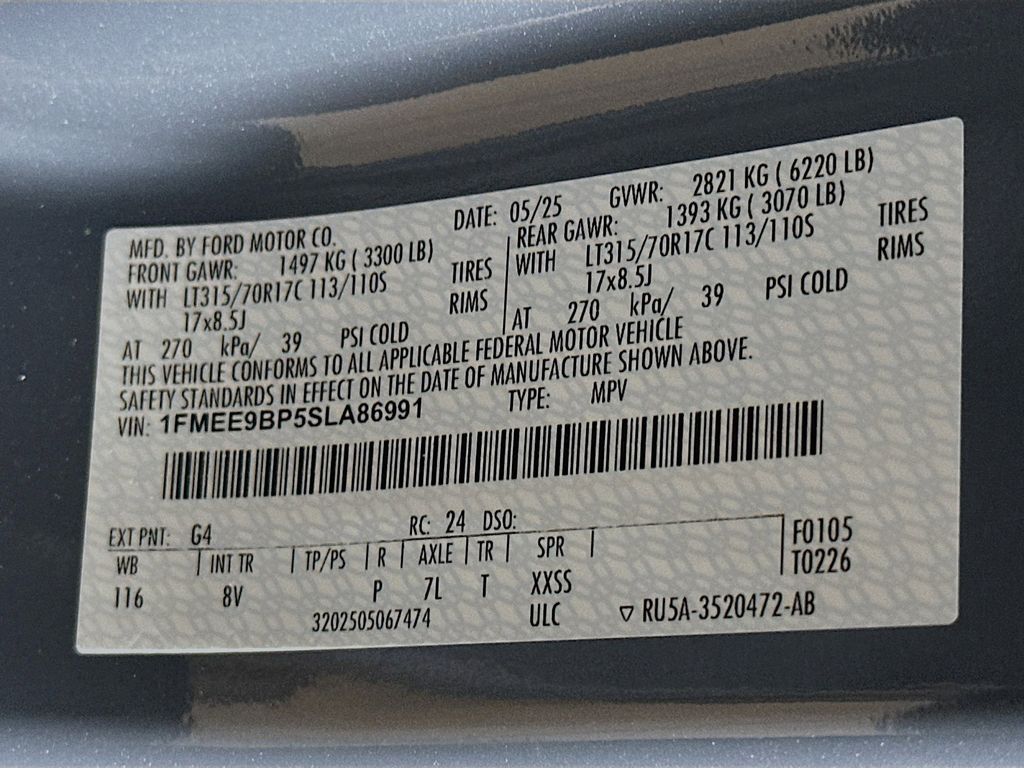 DATE: 05/25 GVWR: 2821 KG ( 6220 LB)
MFD. BY FORD MOTOR CO.
FRONT GAWR: 1497 KG ( 3300 LB)
WITH LT315/70R17C 113/110S TIRES
17x8.5J RIMS
AT 270 kPa/ 39 PSI COLD
REAR GAWR: 1393 KG ( 3070 LB)
WITH LT315/70R17C 113/110S TIRES
17x8.5J RIMS
AT 270 kPa/ 39 PSI COLD
THIS VEHICLE CONFORMS TO ALL APPLICABLE FEDERAL MOTOR VEHICLE
SAFETY STANDARDS IN EFFECT ON THE DATE OF MANUFACTURE SHOWN ABOVE.
VIN: 1FMEE9BP5SLA86991 TYPE: MPV
EXT PNT: G4 RC: 24 DSO:
WB INT TR TP/PS R AXLE TR SPR F0105
116 8V P 7L T XXSS T0226
3202505067474 ULC ▽ RU5A-3520472-AB